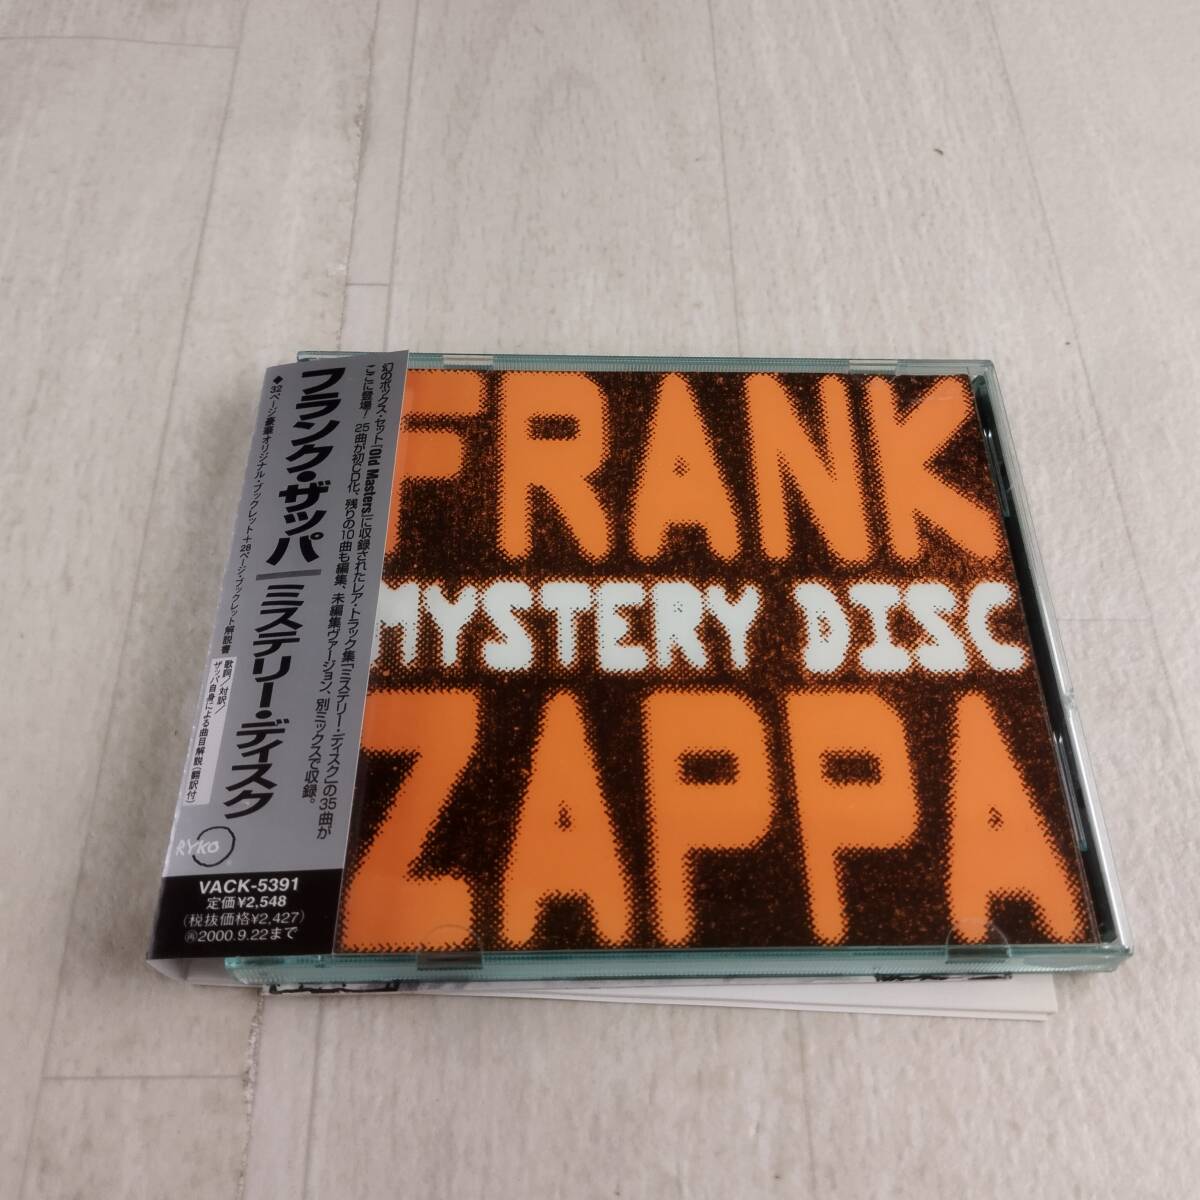 幻のボックス・セット『Old Masters』に収録されたレア・トラック集「ミステリー・ディスク」の35曲が
ここに登場! 25曲が初CD化、残りの10曲も編集、未編集ヴァージョン、別ミックスで収録。
フランク・ザッパ|ミステリー・ディスク
◆32ページ豪華オリジナル・ブックレット+28ページ・ブックレット解説書
歌詞/対訳/
ザッパ自身による曲目解説(翻訳付)
RYKO
VACK-5391
定価¥2,548
(税抜価格¥2,427)
㊞2000.9.22まで
FRANK
MYSTERY DISC
ZAPPA